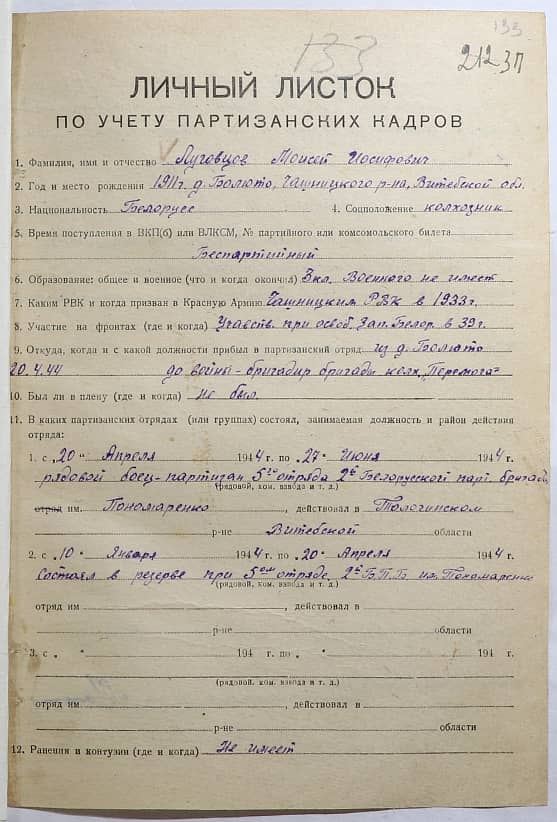 133
133
212 3п
ЛИЧНЫЙ ЛИСТОК
ПО УЧЕТУ ПАРТИЗАНСКИХ КАДРОВ
1. Фамилия, имя и отчество Луговцов Моисей Иосифович
2. Год и место рождения 1911г. д. Болюто, Чашницкого р-на, Витебской обл.
3. Национальность Белорусс 4. Соцположение колхозник
5. Время поступления в ВКП(б) или ВЛКСМ, № партийного или комсомольского билета
Беспартийный
6. Образование: общее и военное (что и когда окончил) 3кл. Военного не имеет
7. Каким РВК и когда призван в Красную Армию Чашницким РВК в 1933г.
8. Участие на фронтах (где и когда) Участв. при освоб. Зап. Белор. в 39г.
9. Откуда, когда и с какой должности прибыл в партизанский отряд из д. Болюто
20.4.44 до войны - бригадир бригады колх. „Перемога"
10. Был ли в плену (где и когда) не был.
11. В каких партизанских отрядах (или группах) состоял, занимаемая должность и район действия
отряда:
1. с „20" Апреля 1944 г. по „27" Июня 1944 г.
рядовой боец-партизан 5го отряда 2й Белорусской парт. бригады
(рядовой, ком. взвода и т. д.)
отряд им. Пономаренко, действовал в Толочинском
р-не Витебской области
2. с „10" Января 1944 г. по „20" Апреля 1944 г.
Состоял в резерве при 5ом отряде 2й Б.П.Б им. Пономаренко
(рядовой, ком. взвода и т. д.)
отряд им , действовал в
р-не области
3. с „ " 194 г. по „ " 194 г.
(рядовой, ком. взвода и т. д.)
отряд им , действовал в
р-не области
12. Ранения и контузии (где и когда) Не имеет